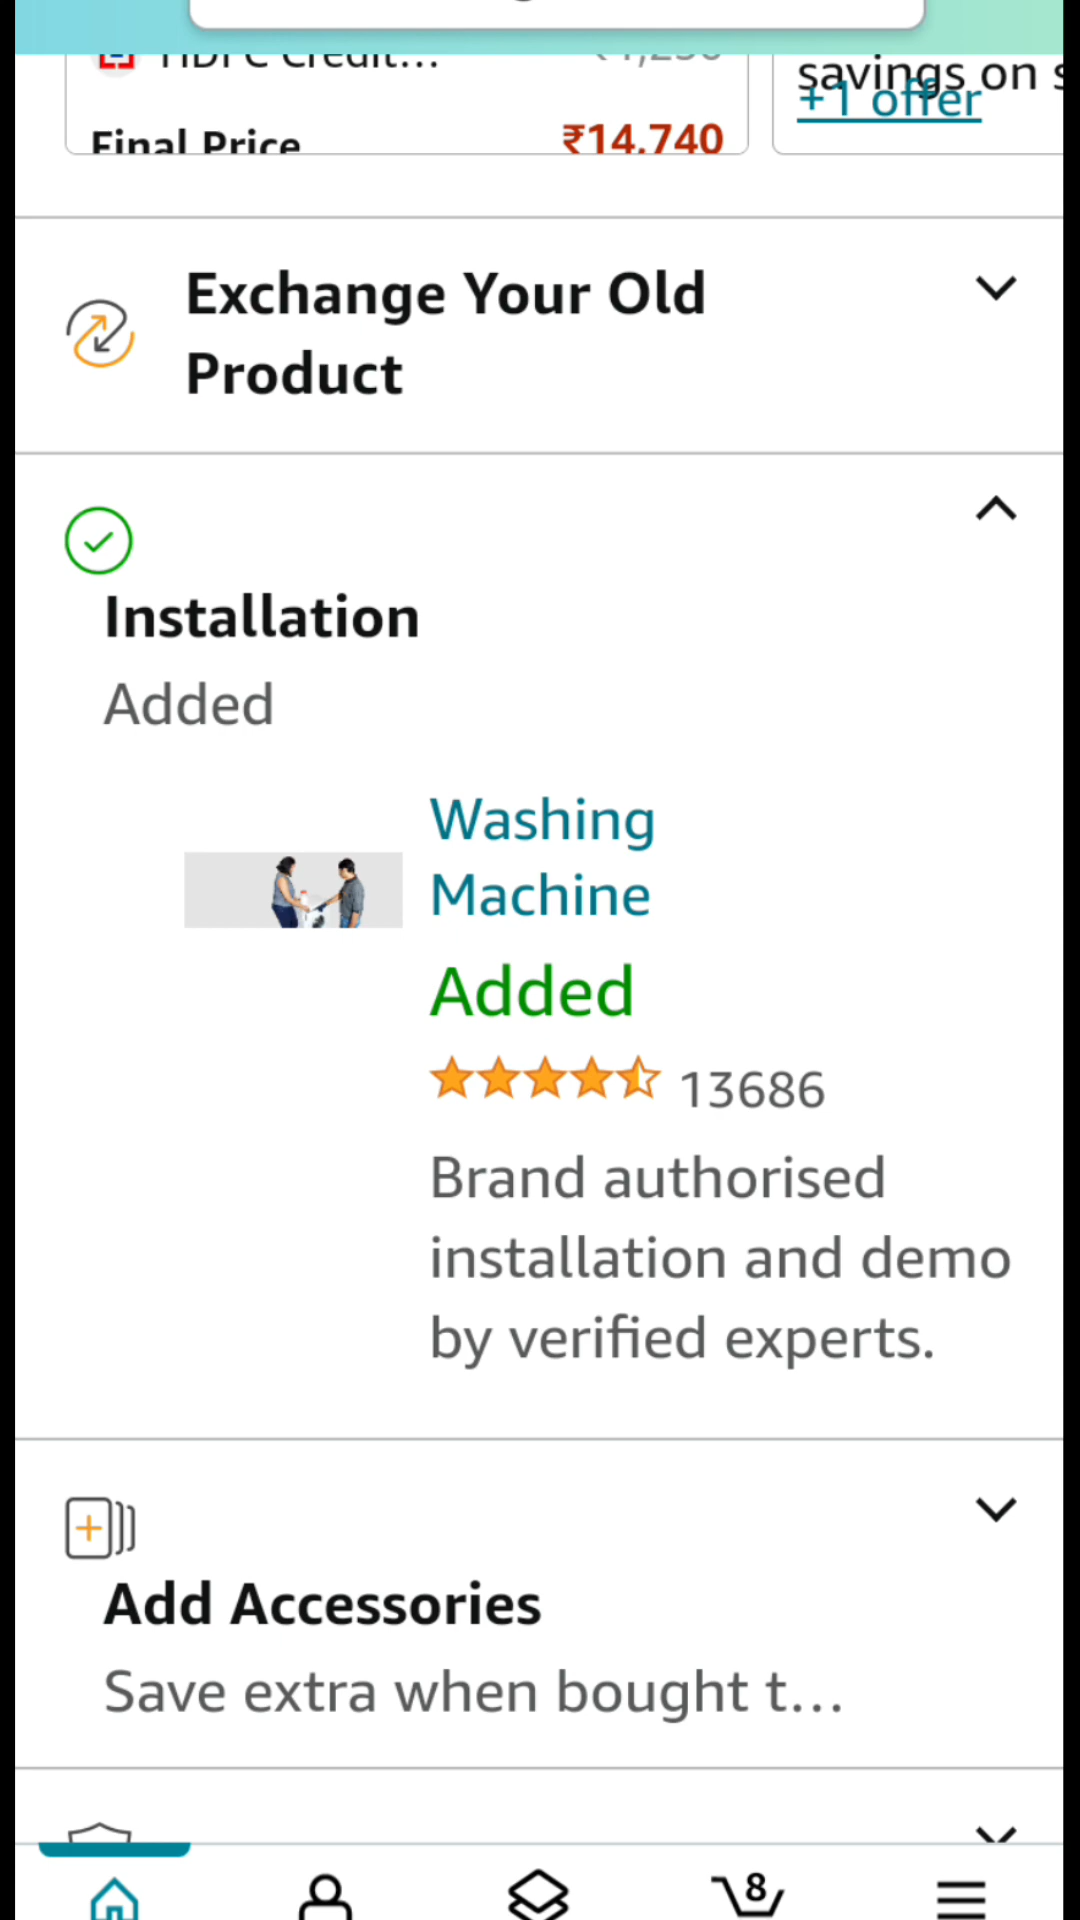 HDFC Credit...
savings on s
+1 offer
Final Price
₹14,740
Exchange Your Old
Product
Installation
Added
Washing
Machine
Added
13686
Brand authorised
installation and demo
by verified experts.
Add Accessories
Save extra when bought t...
8